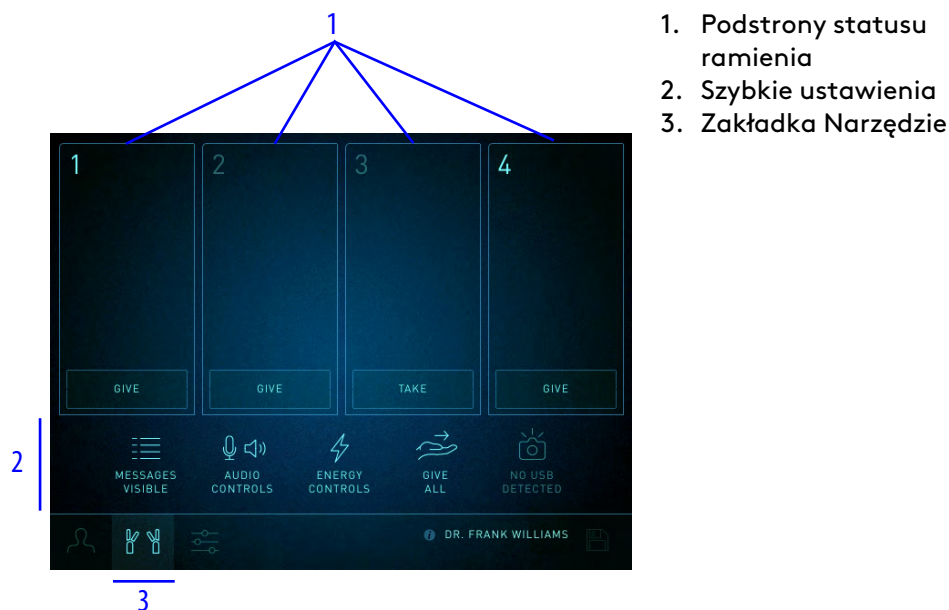 1
1. Podstrony statusu
ramienia
2. Szybkie ustawienia
3. Zakładka Narzędzie
1
2
3
4
GIVE
GIVE
TAKE
GIVE
2
MESSAGES
VISIBLE
AUDIO
CONTROLS
ENERGY
CONTROLS
GIVE
ALL
NO USB
DETECTED
i DR. FRANK WILLIAMS
3